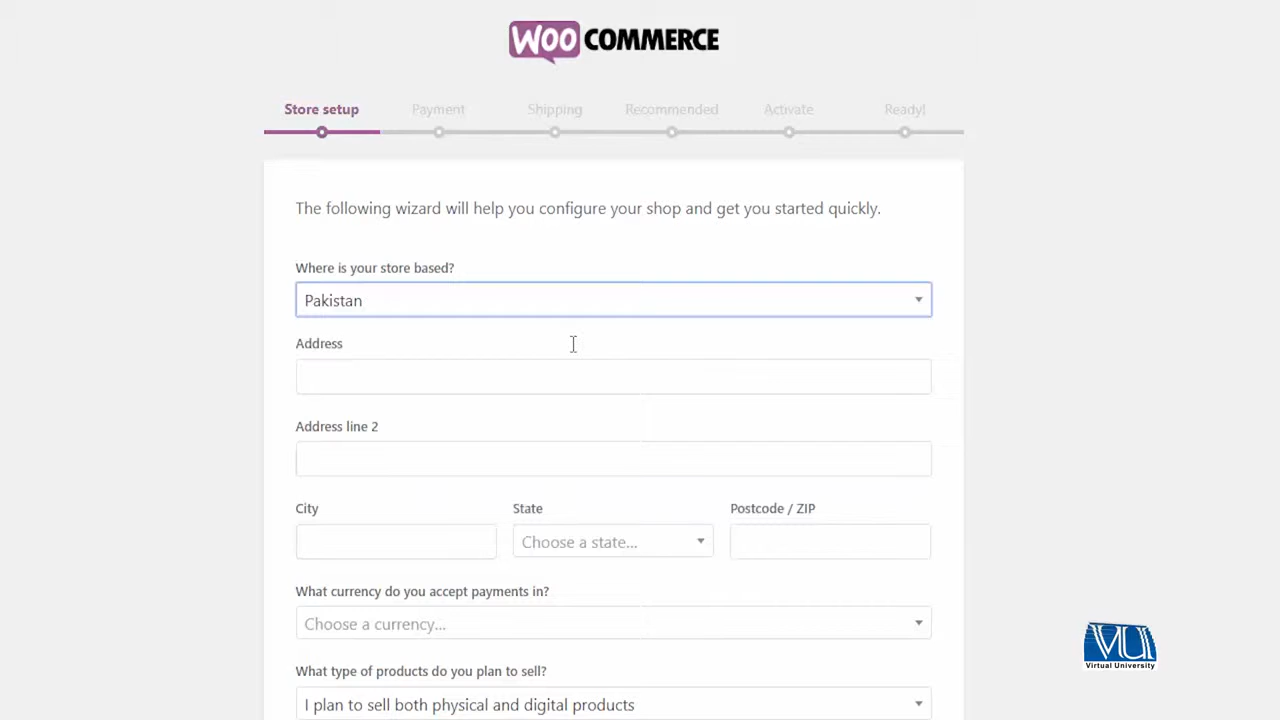 WOO COMMERCE
Store setup Payment Shipping Recommended Activate Ready!
The following wizard will help you configure your shop and get you started quickly.
Where is your store based?
Pakistan
Address
Address line 2
City State Postcode / ZIP
Choose a state...
What currency do you accept payments in?
Choose a currency...
What type of products do you plan to sell?
I plan to sell both physical and digital products
VU
Virtual University